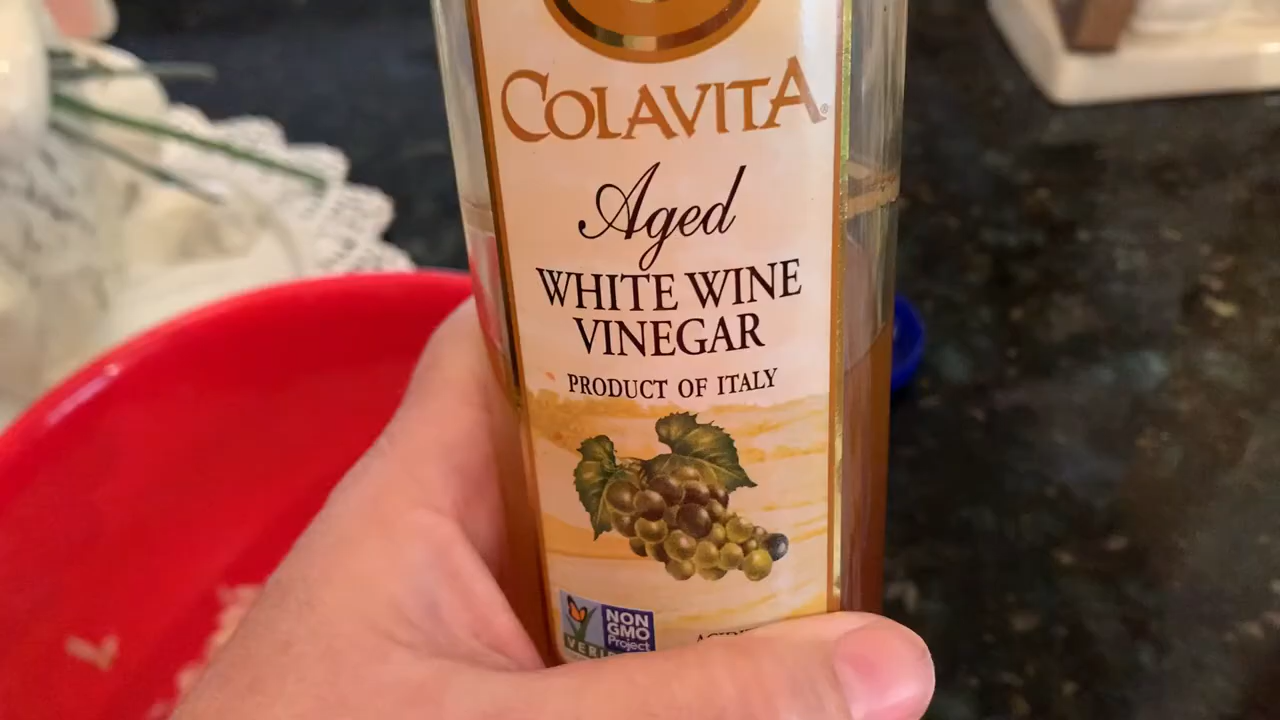 COLAVITA®
Aged
WHITE WINE
VINEGAR
PRODUCT OF ITALY
NON
GMO
Project